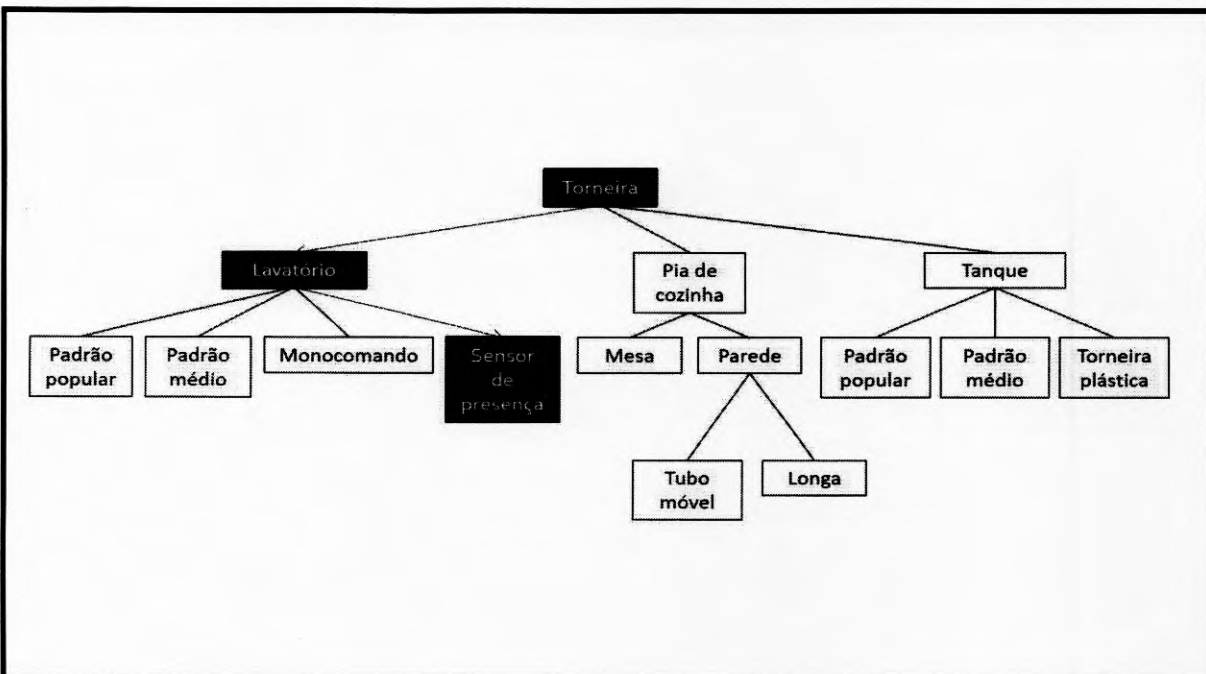 Torneira
Lavatório
Pia de
cozinha
Tanque
Padrão
popular
Padrão
médio
Monocomando
Sensor
de
presença
Mesa
Parede
Padrão
popular
Padrão
médio
Torneira
plástica
Tubo
móvel
Longa